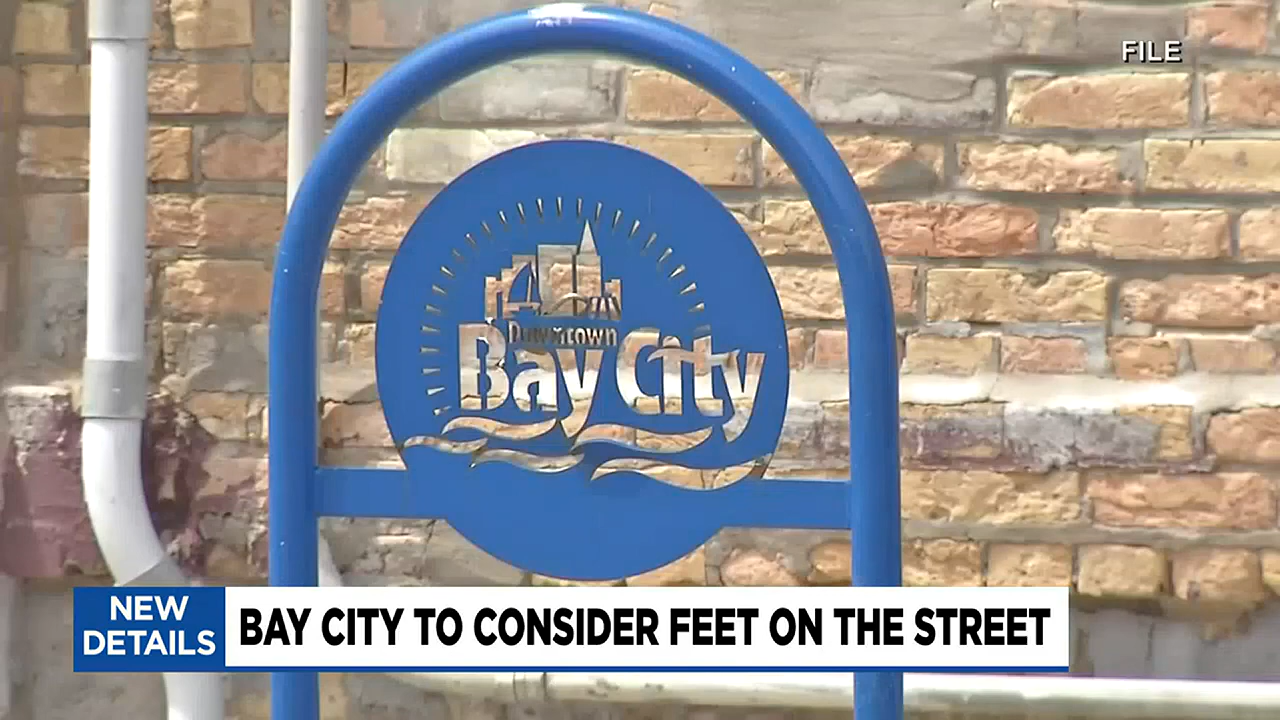 FILE
Downtown
Bay City
NEW
DETAILS
BAY CITY TO CONSIDER FEET ON THE STREET